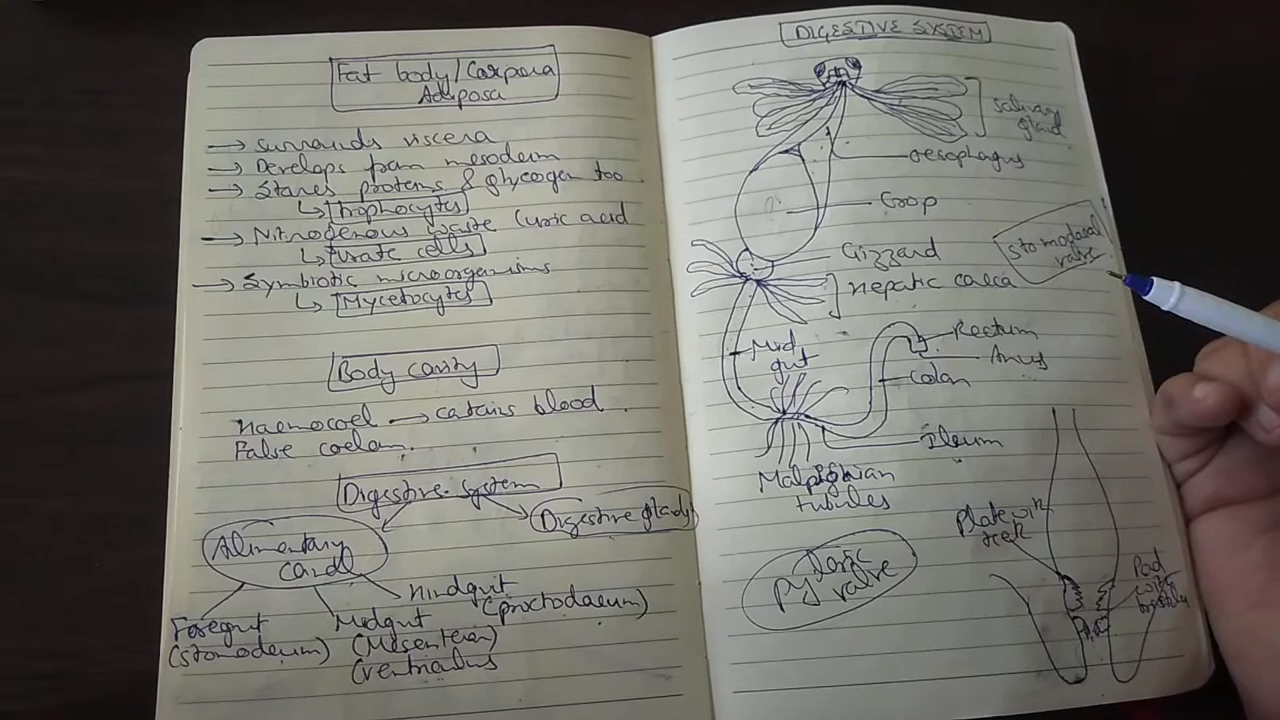 Fat body/Corpora
Adiposa
→ Surrounds viscera
→ Develops from mesoderm
→ Stores proteins & glycogen too
↳ Trophocytes
→ Nitrogenous waste (uric acid
↳ urate cells
→ Symbiotic microorganisms
↳ Mycetocytes
Body cavity
Haemocoel → contains blood
False coelom
Digestive system
Alimentary
canal
Digestive glands
Foregut
(stomodeum)
Midgut
(Mesenteron)
(ventriculus
Hindgut
(proctodaeum)
DIGESTIVE SYSTEM
Salivary
gland
oesophagus
Crop
Gizzard
Hepatic caeca
Stomodaeal
valve
Mid
gut
Rectum
Anus
Colon
Ileum
Malpighian
tubules
Pyloric
valve
Plate with
teeth
Pad
with
bristles